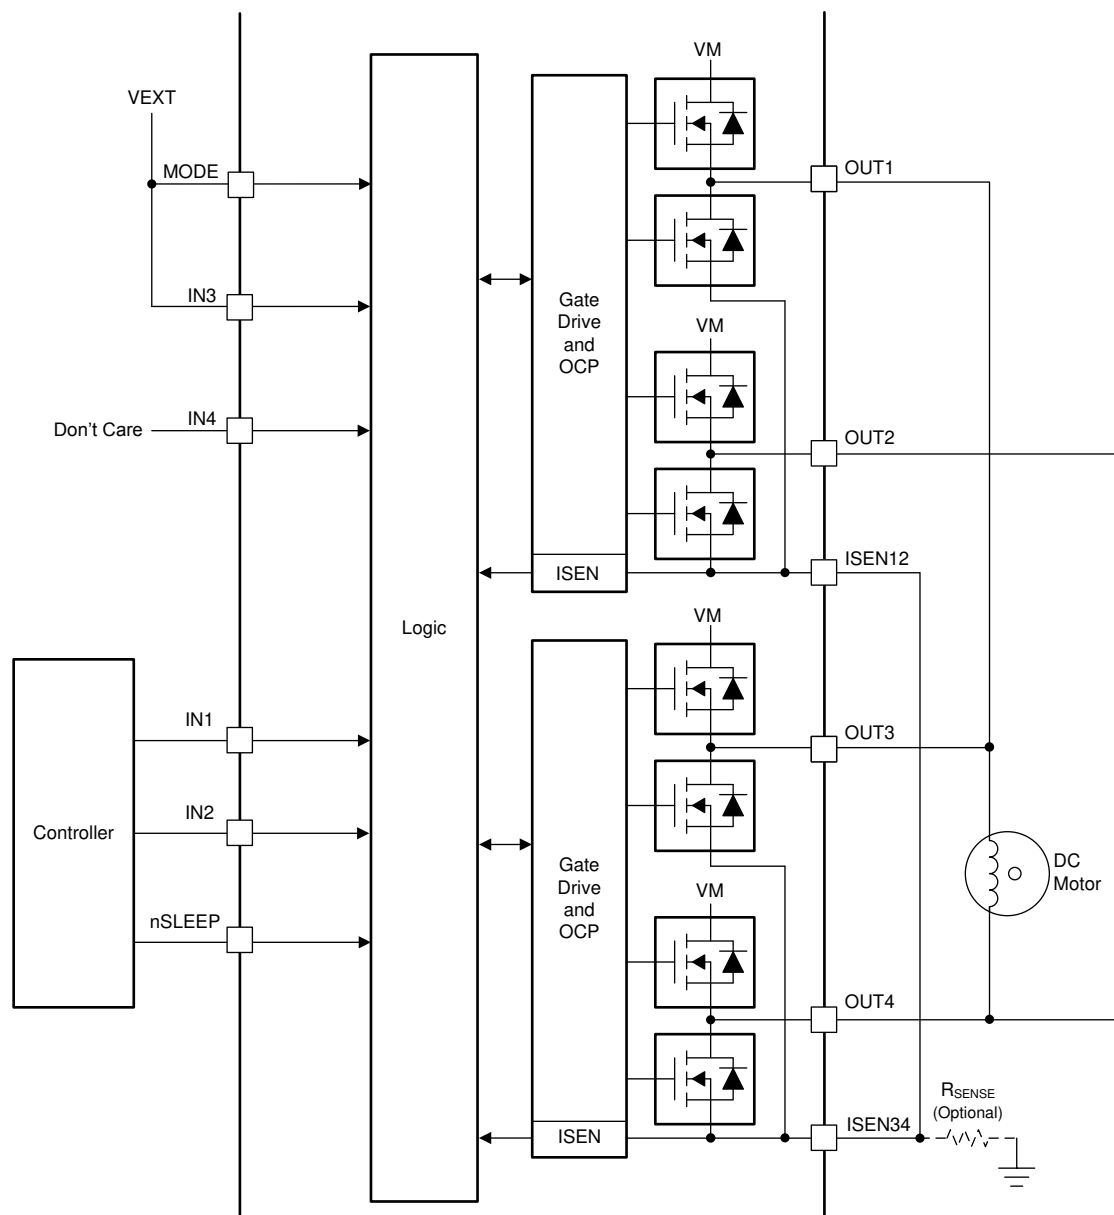 VM
VEXT
MODE
OUT1
IN3
Gate
Drive
and
OCP
VM
IN4
Don't Care
OUT2
ISEN
ISEN12
Logic
VM
IN1
OUT3
Controller
IN2
Gate
Drive
and
OCP
DC
Motor
VM
nSLEEP
OUT4
RSENSE
(Optional)
ISEN
ISEN34